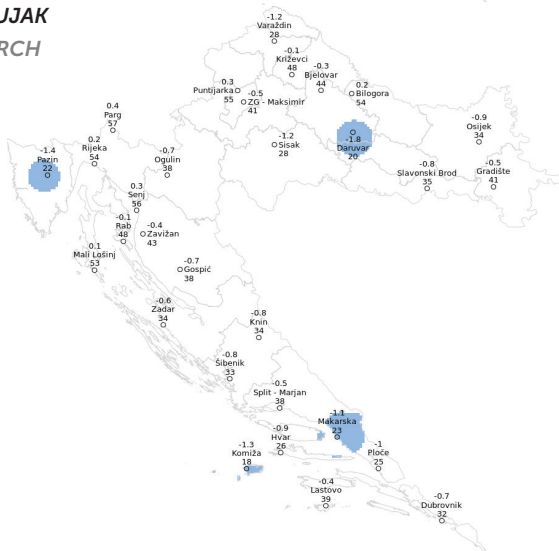 UJAK
RCH
-1.2
Varaždin
28
-0.1
Križevci
48
-0.3
Bjelovar
44
0.3
Puntijarka
55
-0.5
ZG - Maksimir
41
0.2
Bilogora
54
0.4
Parg
57
-0.9
Osijek
34
-1.2
Sisak
28
-1.8
Daruvar
20
-1.4
Pazin
22
0.2
Rijeka
54
-0.7
Ogulin
38
-0.8
Slavonski Brod
35
-0.5
Gradište
41
0.3
Senj
56
-0.1
Rab
48
-0.4
Zavižan
43
0.1
Mali Lošinj
53
-0.7
Gospić
38
-0.6
Zadar
34
-0.8
Knin
34
-0.8
Šibenik
33
-0.5
Split - Marjan
38
-1.1
Makarska
23
-0.9
Hvar
26
-1
Ploče
25
-1.3
Komiža
18
-0.4
Lastovo
39
-0.7
Dubrovnik
32